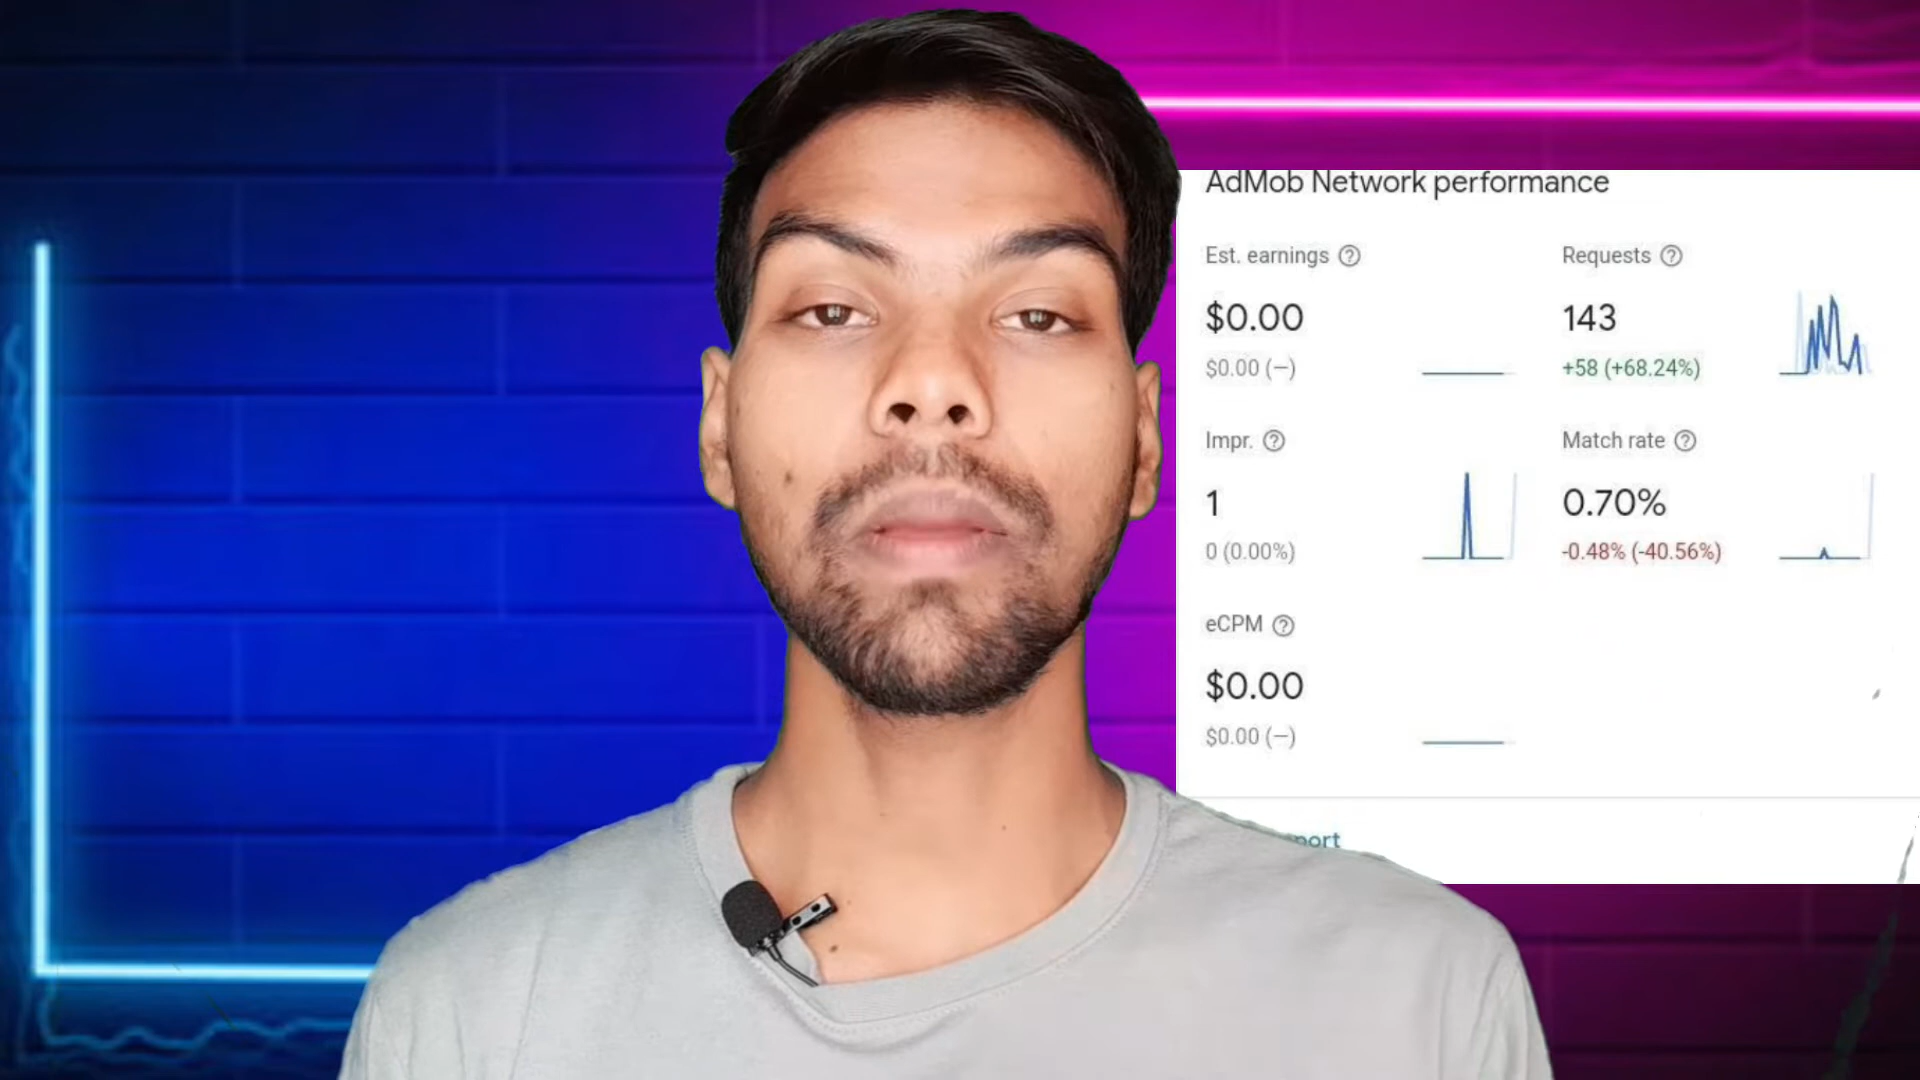 AdMob Network performance
Est. earnings
Requests
$0.00
143
$0.00 (—)
+58 (+68.24%)
Impr.
Match rate
1
0.70%
0 (0.00%)
-0.48% (-40.56%)
eCPM
$0.00
$0.00 (—)